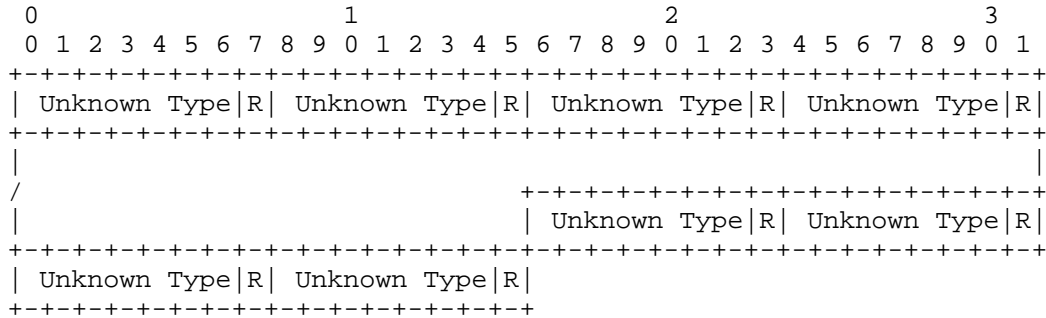 0                   1                   2                   3
 0 1 2 3 4 5 6 7 8 9 0 1 2 3 4 5 6 7 8 9 0 1 2 3 4 5 6 7 8 9 0 1
+-+-+-+-+-+-+-+-+-+-+-+-+-+-+-+-+-+-+-+-+-+-+-+-+-+-+-+-+-+-+-+-+
| Unknown Type|R| Unknown Type|R| Unknown Type|R| Unknown Type|R|
+-+-+-+-+-+-+-+-+-+-+-+-+-+-+-+-+-+-+-+-+-+-+-+-+-+-+-+-+-+-+-+-+
|                                                               |
/                               +-+-+-+-+-+-+-+-+-+-+-+-+-+-+-+-+
|                               | Unknown Type|R| Unknown Type|R|
+-+-+-+-+-+-+-+-+-+-+-+-+-+-+-+-+-+-+-+-+-+-+-+-+-+-+-+-+-+-+-+-+
| Unknown Type|R| Unknown Type|R|
+-+-+-+-+-+-+-+-+-+-+-+-+-+-+-+-+